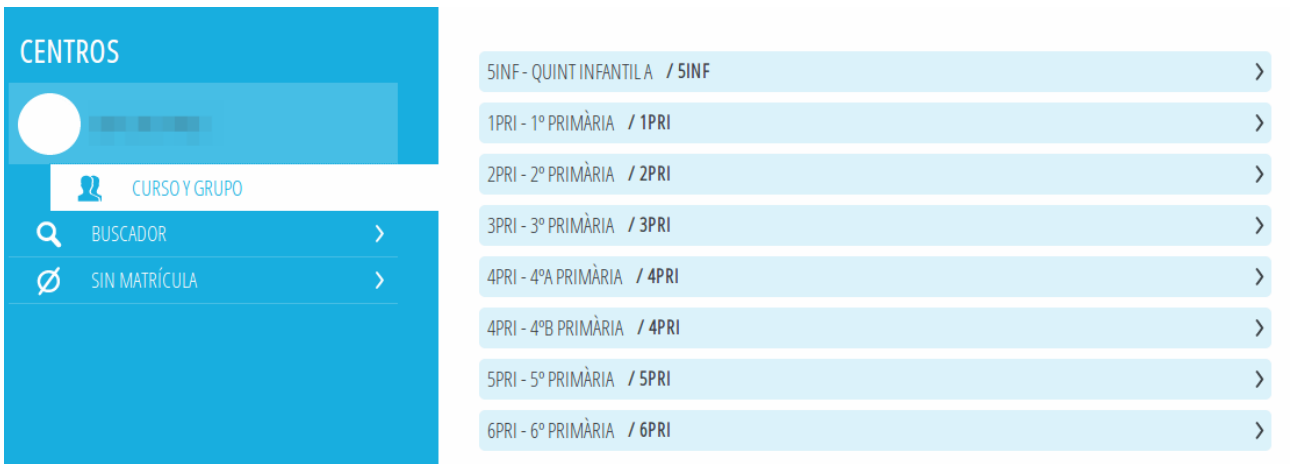 CENTROS
CURSO Y GRUPO
BUSCADOR
SIN MATRÍCULA
5INF - QUINT INFANTIL A / 5INF
1PRI - 1º PRIMÀRIA / 1PRI
2PRI - 2º PRIMÀRIA / 2PRI
3PRI - 3º PRIMÀRIA / 3PRI
4PRI - 4ºA PRIMÀRIA / 4PRI
4PRI - 4ºB PRIMÀRIA / 4PRI
5PRI - 5º PRIMÀRIA / 5PRI
6PRI - 6º PRIMÀRIA / 6PRI